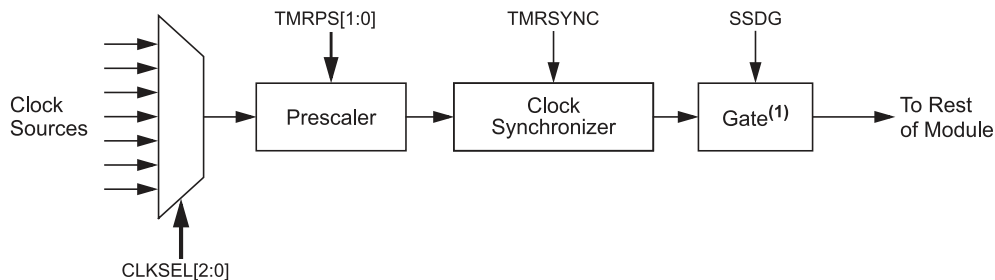 TMRPS[1:0]
TMRSYNC
SSDG
Clock
Sources
Prescaler
Clock
Synchronizer
Gate(1)
To Rest
of Module
CLKSEL[2:0]